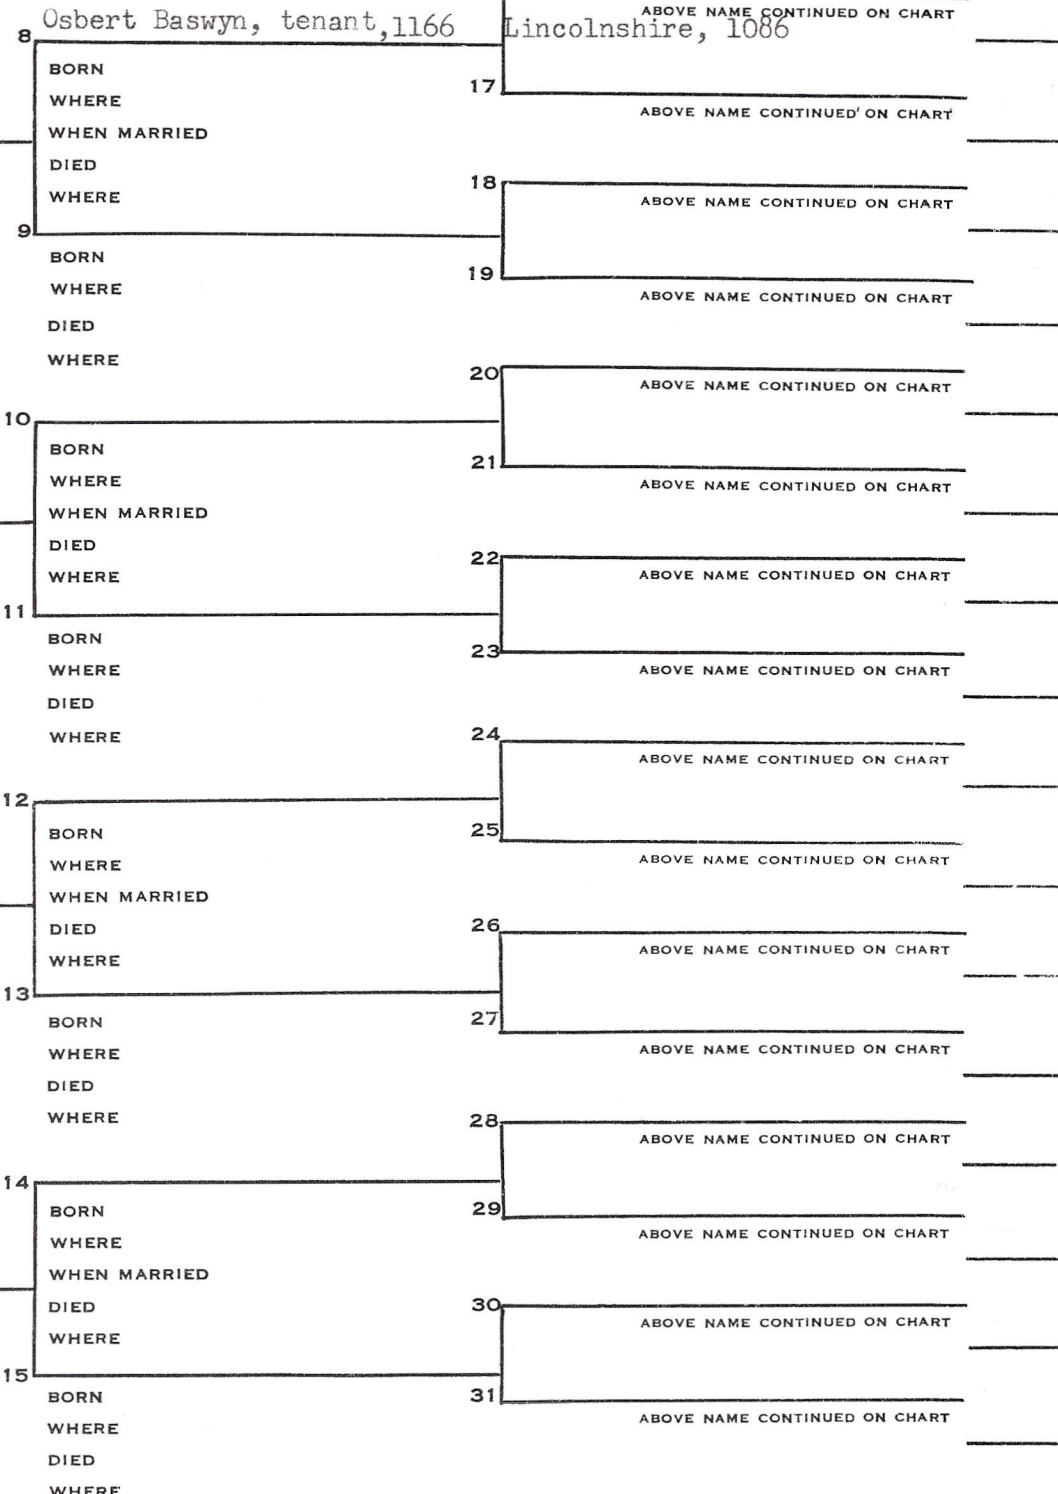 ABOVE NAME CONTINUED ON CHART
8 Osbert Baswyn, tenant, 1166 Lincolnshire, 1086
BORN
WHERE
WHEN MARRIED
DIED
WHERE
17
ABOVE NAME CONTINUED ON CHART
18
ABOVE NAME CONTINUED ON CHART
9
BORN
WHERE
DIED
WHERE
19
ABOVE NAME CONTINUED ON CHART
20
ABOVE NAME CONTINUED ON CHART
10
BORN
WHERE
WHEN MARRIED
DIED
WHERE
21
ABOVE NAME CONTINUED ON CHART
22
ABOVE NAME CONTINUED ON CHART
11
BORN
WHERE
DIED
WHERE
23
ABOVE NAME CONTINUED ON CHART
24
ABOVE NAME CONTINUED ON CHART
12
BORN
WHERE
WHEN MARRIED
DIED
WHERE
25
ABOVE NAME CONTINUED ON CHART
26
ABOVE NAME CONTINUED ON CHART
13
BORN
WHERE
DIED
WHERE
27
ABOVE NAME CONTINUED ON CHART
28
ABOVE NAME CONTINUED ON CHART
14
BORN
WHERE
WHEN MARRIED
DIED
WHERE
29
ABOVE NAME CONTINUED ON CHART
30
ABOVE NAME CONTINUED ON CHART
15
BORN
WHERE
DIED
WHERE
31
ABOVE NAME CONTINUED ON CHART